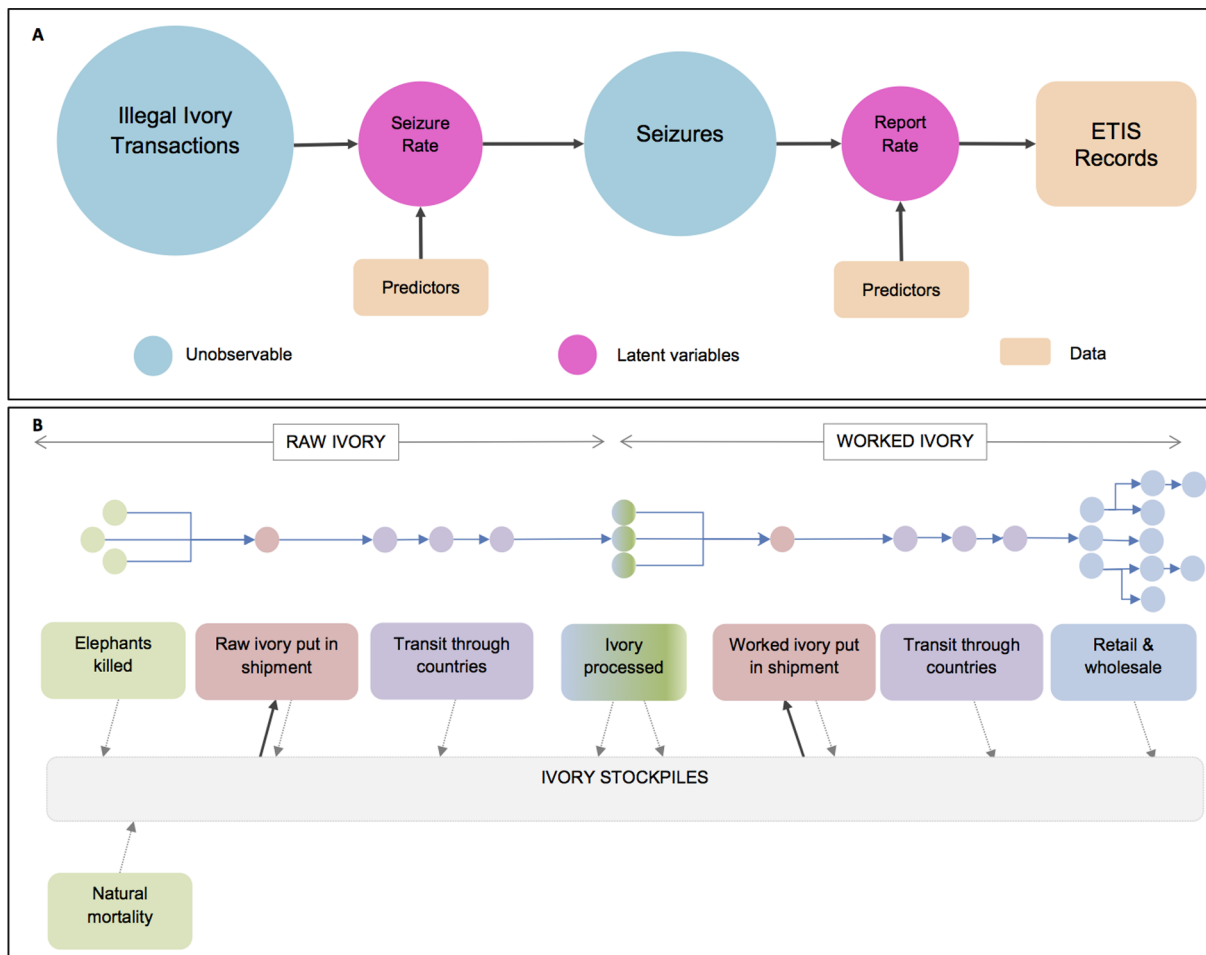 A
Illegal Ivory
Transactions
Seizure
Rate
Seizures
Report
Rate
ETIS
Records
Predictors
Predictors
Unobservable
Latent variables
Data
B
RAW IVORY
WORKED IVORY
Elephants
killed
Raw ivory put in
shipment
Transit through
countries
Ivory
processed
Worked ivory put
in shipment
Transit through
countries
Retail &
wholesale
IVORY STOCKPILES
Natural
mortality